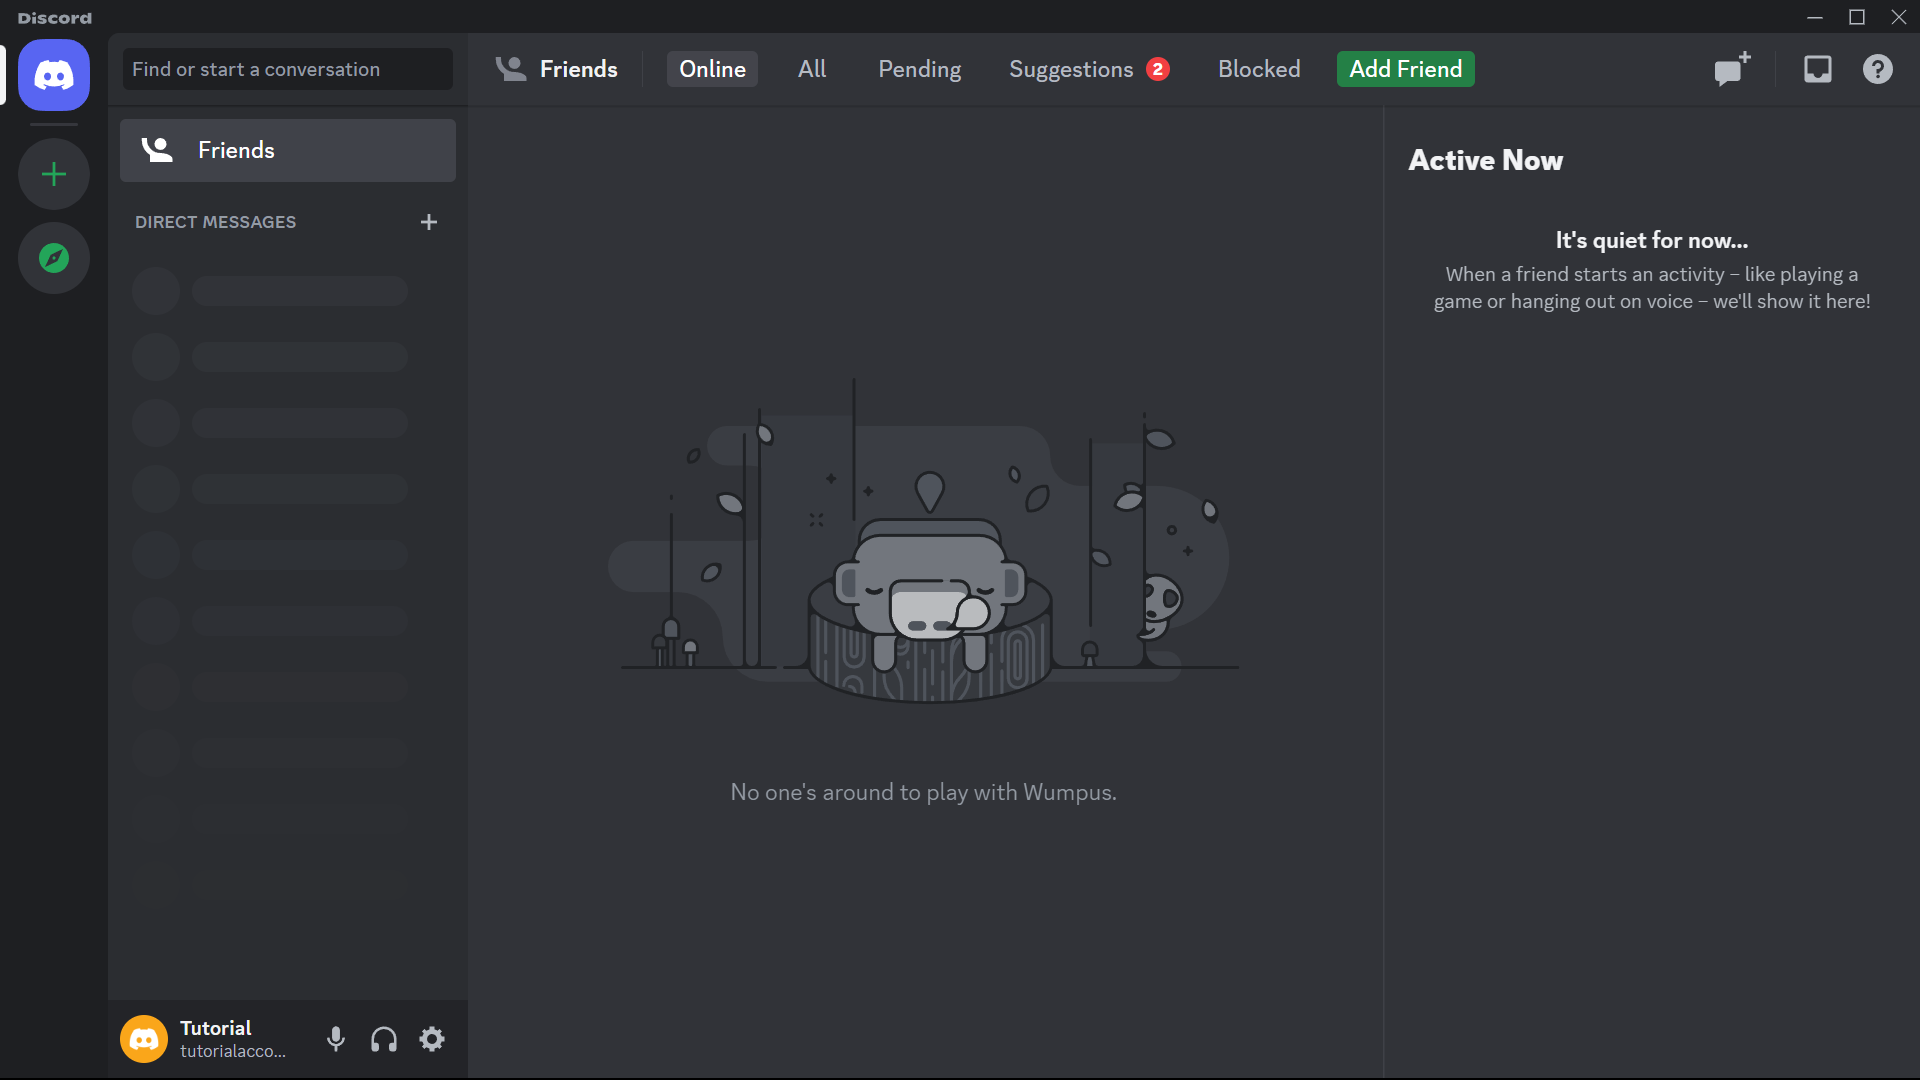 Discord
Find or start a conversation
Friends
Online
All
Pending
Suggestions 2
Blocked
Add Friend
Friends
DIRECT MESSAGES
Active Now
It's quiet for now...
When a friend starts an activity – like playing a
game or hanging out on voice – we'll show it here!
No one's around to play with Wumpus.
Tutorial
tutorialacco...